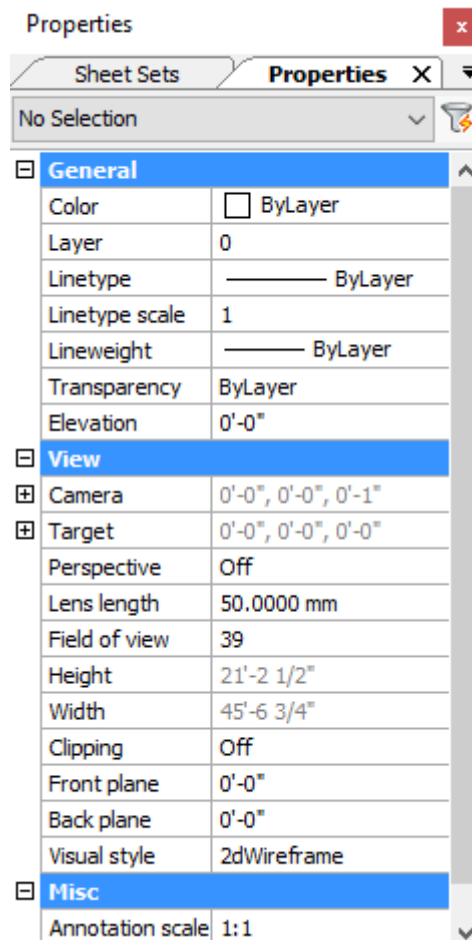 Properties
Sheet Sets Properties
No Selection
General
Color ByLayer
Layer 0
Linetype ByLayer
Linetype scale 1
Lineweight ByLayer
Transparency ByLayer
Elevation 0'-0"
View
Camera 0'-0", 0'-0", 0'-1"
Target 0'-0", 0'-0", 0'-0"
Perspective Off
Lens length 50.0000 mm
Field of view 39
Height 21'-2 1/2"
Width 45'-6 3/4"
Clipping Off
Front plane 0'-0"
Back plane 0'-0"
Visual style 2dWireframe
Misc
Annotation scale 1:1